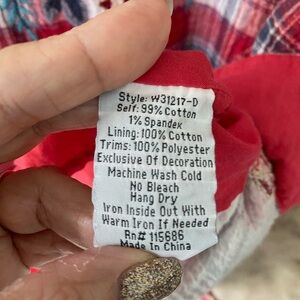 Style: W31217-D
Self: 99% Cotton
1% Spandex
Lining: 100% Cotton
Trims: 100% Polyester
Exclusive Of Decoration
Machine Wash Cold
No Bleach
Hang Dry
Iron Inside Out With
Warm Iron If Needed
Rn# 115686
Made In China